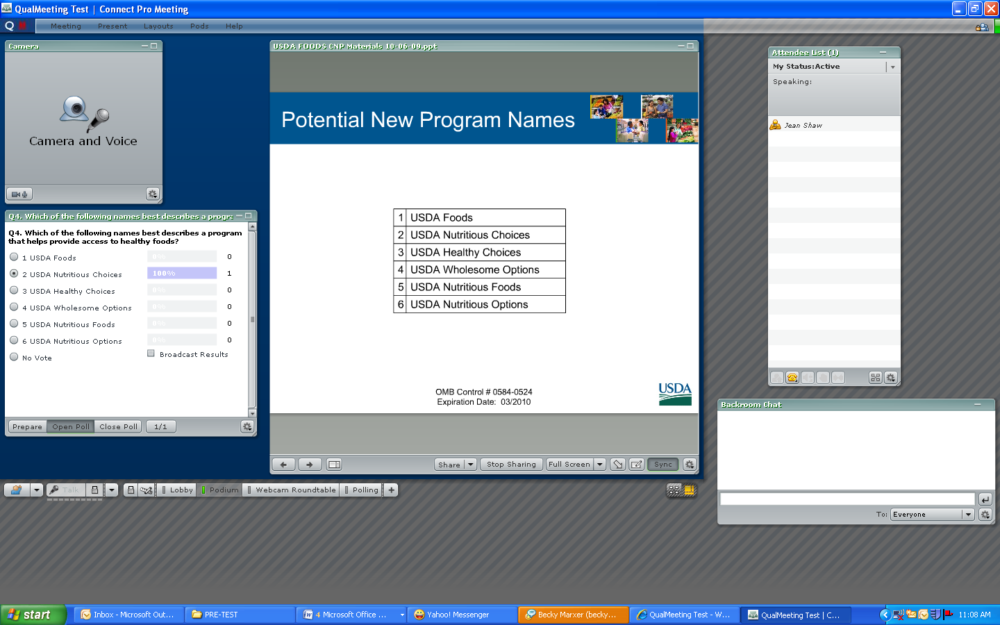 QualMeeting Test | Connect Pro Meeting
Q
Meeting Present Layouts Pods Help
Camera
Camera and Voice
Q4. Which of the following names best describes a progra
Q4. Which of the following names best describes a program
that helps provide access to healthy foods?
1 USDA Foods 0% 0
2 USDA Nutritious Choices 100% 1
3 USDA Healthy Choices 0% 0
4 USDA Wholesome Options 0% 0
5 USDA Nutritious Foods 0% 0
6 USDA Nutritious Options 0% 0
No Vote
Broadcast Results
Prepare Open Poll Close Poll 1/1
USDA FOODS CNP Materials 10-06-09.ppt
Potential New Program Names
1 USDA Foods
2 USDA Nutritious Choices
3 USDA Healthy Choices
4 USDA Wholesome Options
5 USDA Nutritious Foods
6 USDA Nutritious Options
OMB Control # 0584-0524
Expiration Date: 03/2010
USDA
Share Stop Sharing Full Screen Sync
Attendee List (1)
My Status:Active
Speaking:
Jean Shaw
Backroom Chat
To: Everyone
Talk Lobby Podium Webcam Roundtable Polling +
start Inbox - Microsoft Out... PRE-TEST 4 Microsoft Office ... Yahoo! Messenger Becky Marxer (becky... QualMeeting Test - W... QualMeeting Test | C... 11:08 AM